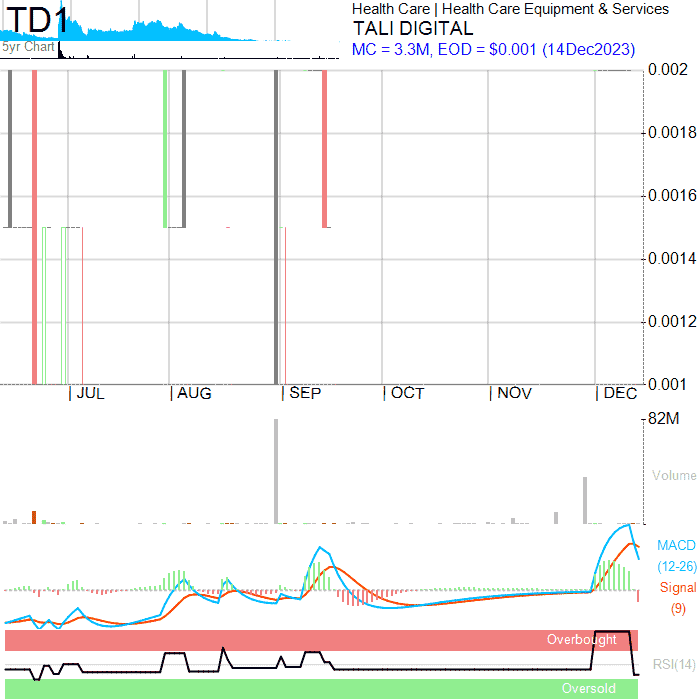 TD1
5yr Chart
Health Care | Health Care Equipment & Services
TALI DIGITAL
MC = 3.3M, EOD = $0.001 (14Dec2023)
0.002
0.0018
0.0016
0.0014
0.0012
0.001
JUL AUG SEP OCT NOV DEC
82M
Volume
MACD
(12-26)
Signal
(9)
Overbought
RSI(14)
Oversold